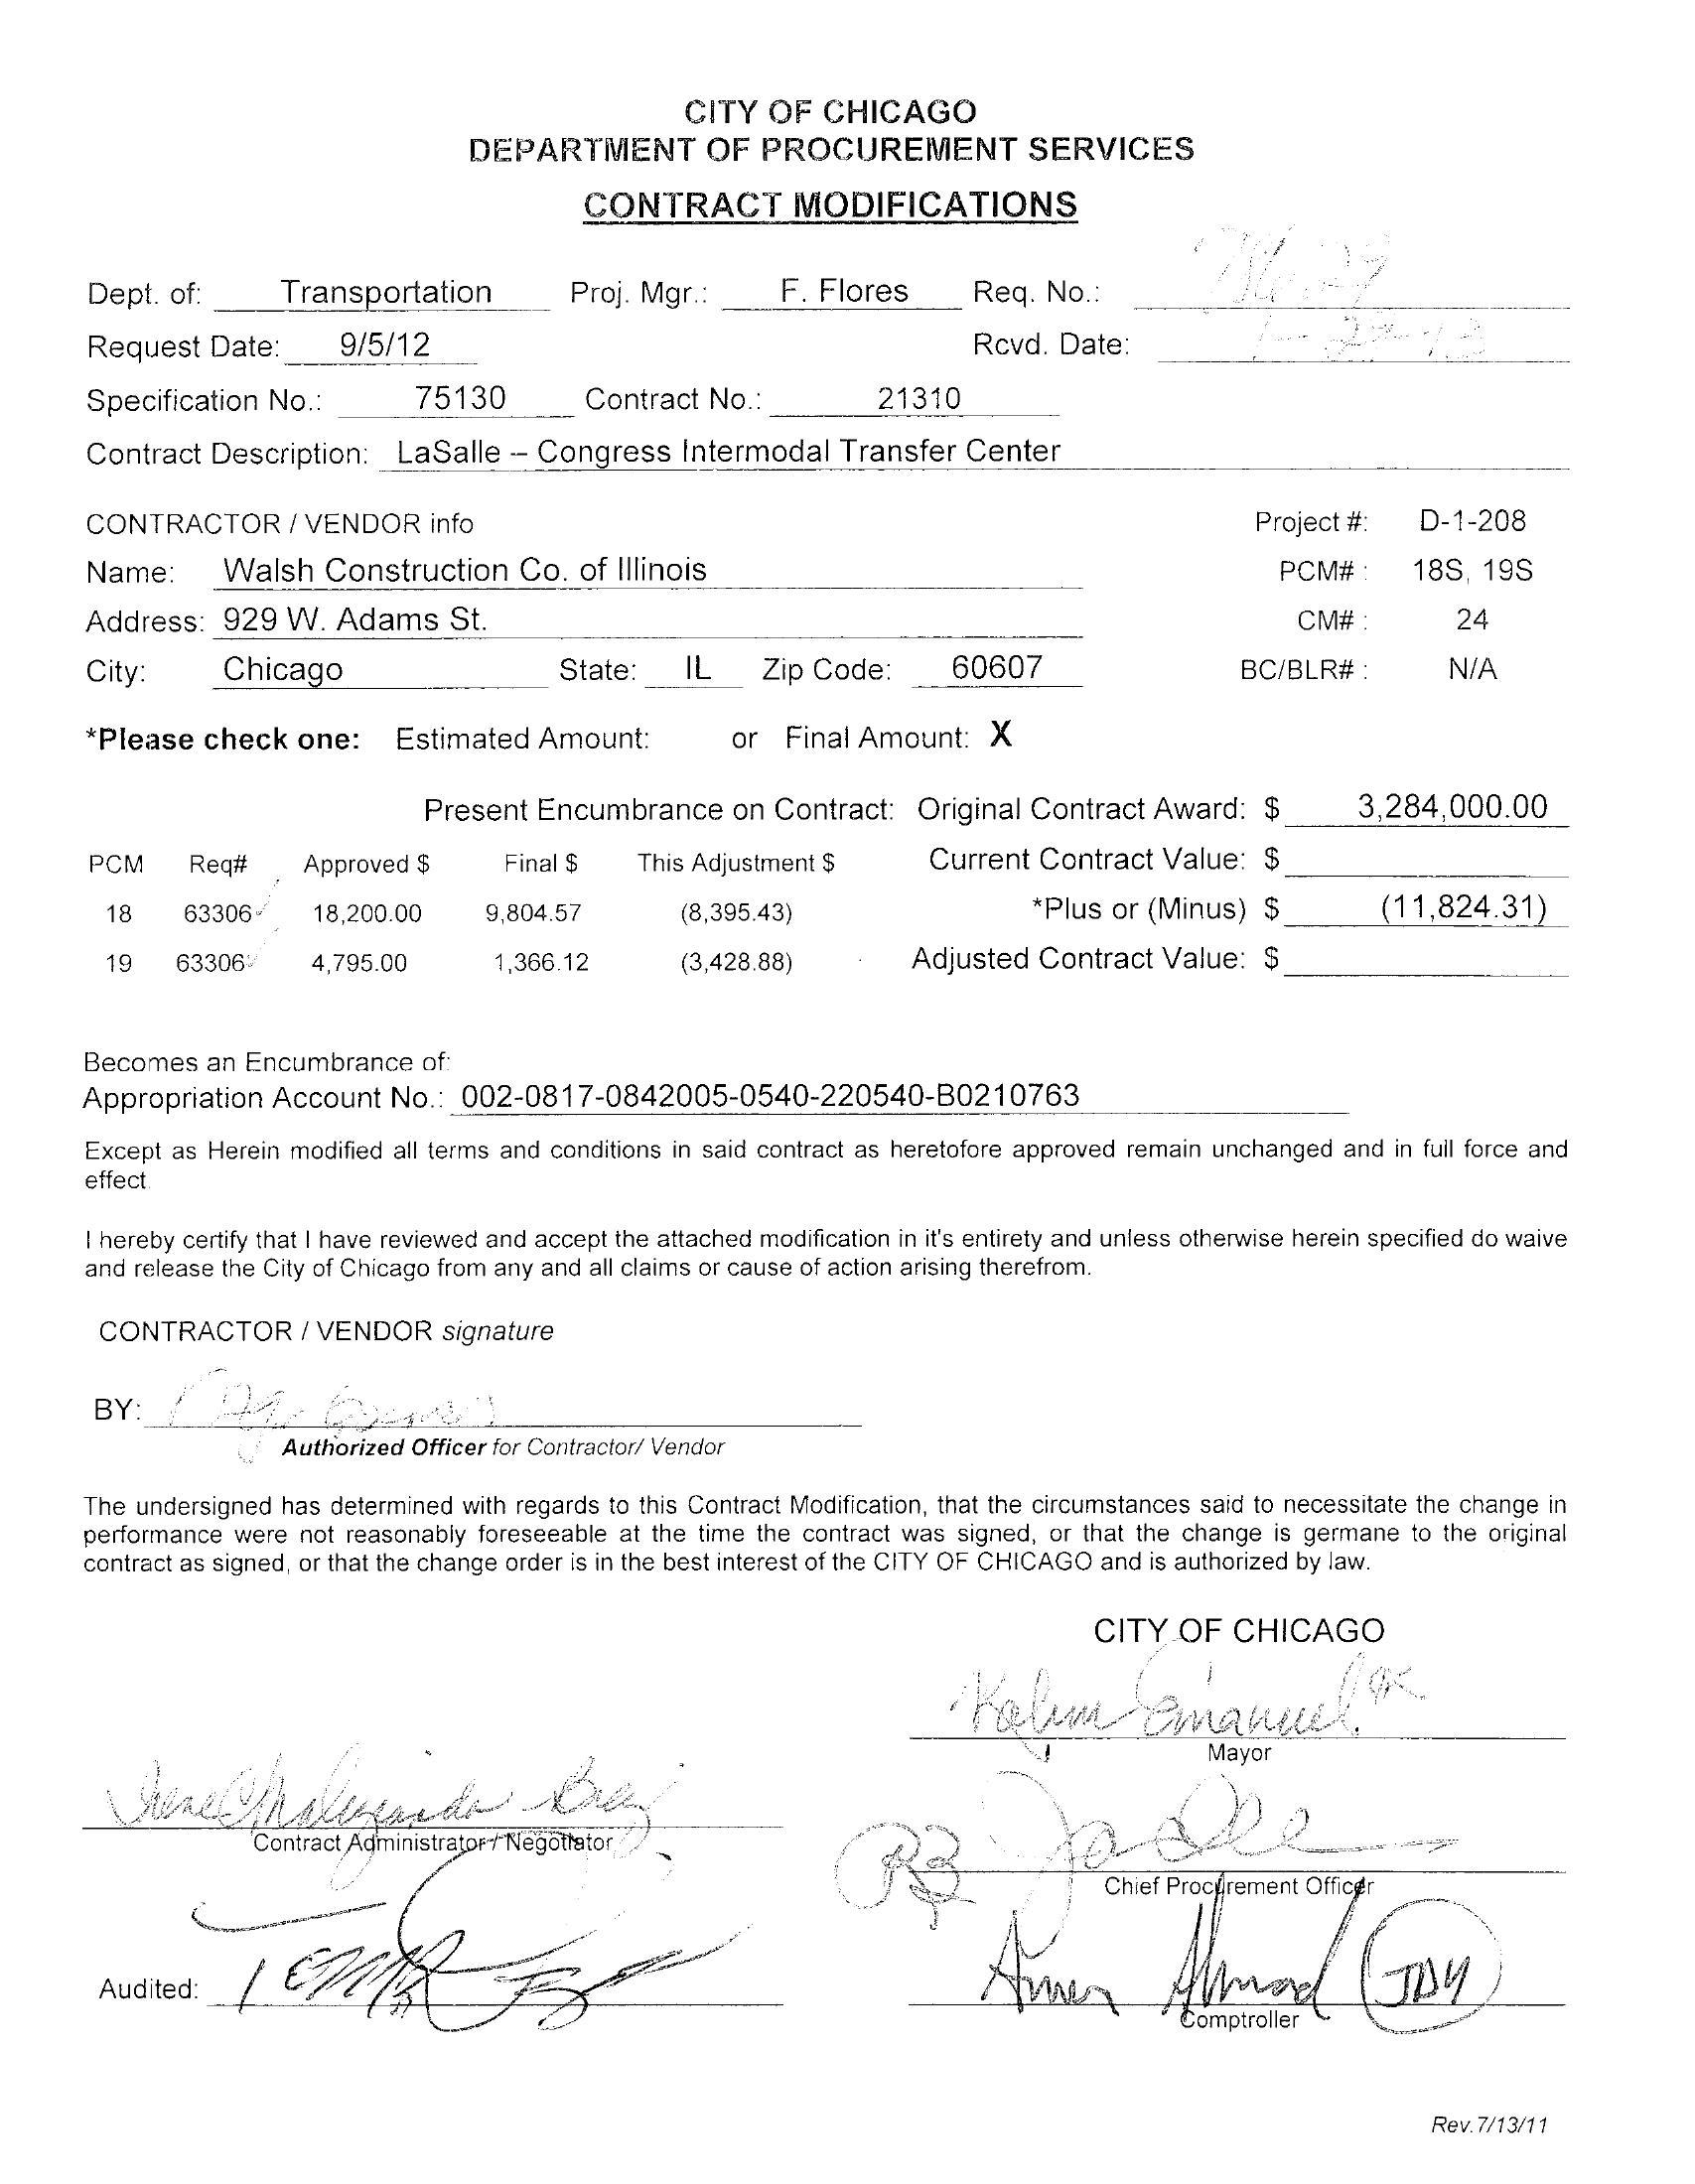 CITY OF CHICAGO
DEPARTMENT OF PROCUREMENT SERVICES
CONTRACT MODIFICATIONS
Dept. of: Transportation Proj. Mgr.: F. Flores Req. No.:
Request Date: 9/5/12 Rcvd. Date:
Specification No.: 75130 Contract No.: 21310
Contract Description: LaSalle – Congress Intermodal Transfer Center
CONTRACTOR / VENDOR info Project #: D-1-208
Name: Walsh Construction Co. of Illinois PCM# : 18S, 19S
Address: 929 W. Adams St. CM# : 24
City: Chicago State: IL Zip Code: 60607 BC/BLR# : N/A
*Please check one: Estimated Amount: or Final Amount: X
Present Encumbrance on Contract: Original Contract Award: $ 3,284,000.00
PCM Req# Approved $ Final $ This Adjustment $ Current Contract Value: $
18 63306 18,200.00 9,804.57 (8,395.43) *Plus or (Minus) $ (11,824.31)
19 63306 4,795.00 1,366.12 (3,428.88) Adjusted Contract Value: $
Becomes an Encumbrance of:
Appropriation Account No.: 002-0817-0842005-0540-220540-B0210763
Except as Herein modified all terms and conditions in said contract as heretofore approved remain unchanged and in full force and
effect.
I hereby certify that I have reviewed and accept the attached modification in it's entirety and unless otherwise herein specified do waive
and release the City of Chicago from any and all claims or cause of action arising therefrom.
CONTRACTOR / VENDOR signature
BY:
Authorized Officer for Contractor/ Vendor
The undersigned has determined with regards to this Contract Modification, that the circumstances said to necessitate the change in
performance were not reasonably foreseeable at the time the contract was signed, or that the change is germane to the original
contract as signed, or that the change order is in the best interest of the CITY OF CHICAGO and is authorized by law.
CITY OF CHICAGO
Emanuel
Mayor
Contract Administrator / Negotiator
Chief Procurement Officer
Audited:
Amer Ahmad JDY
Comptroller
Rev.7/13/11